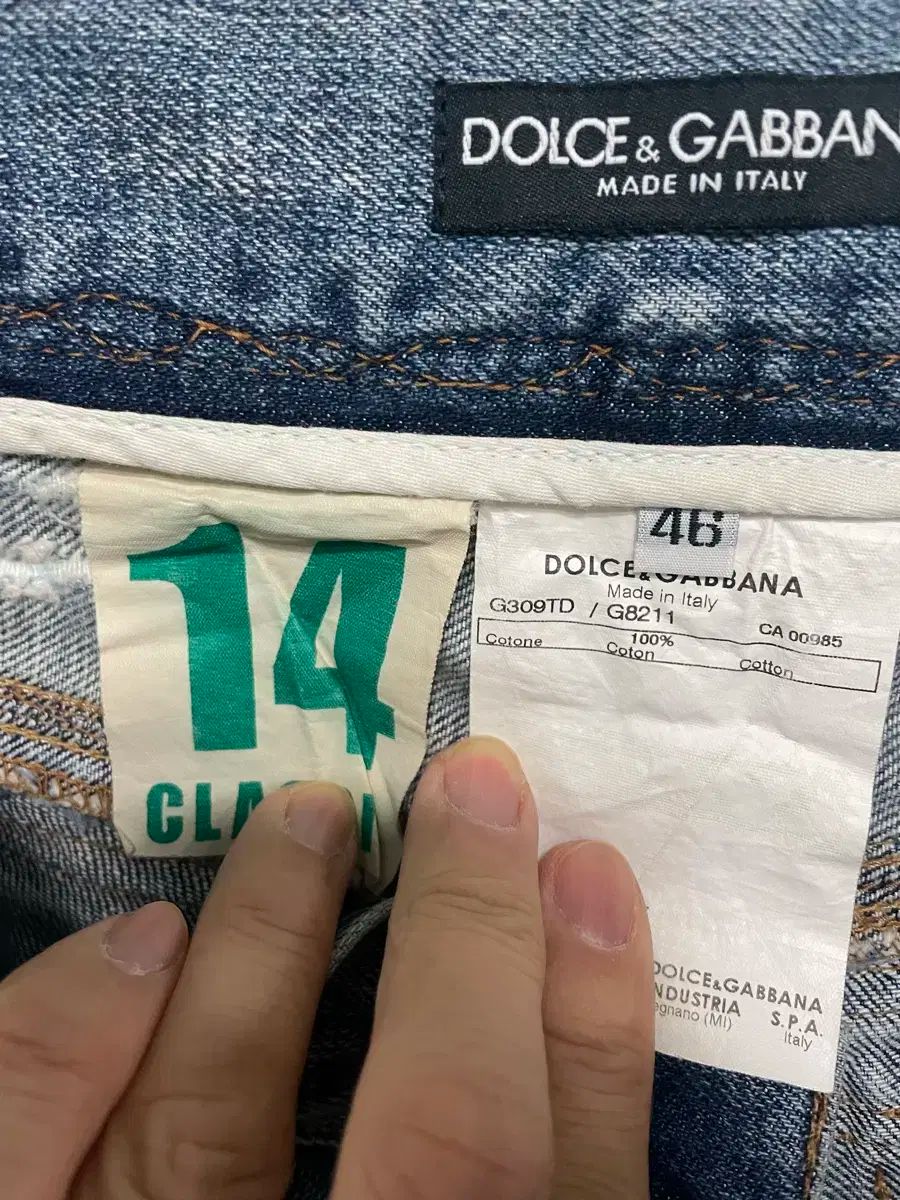 DOLCE & GABBAN
MADE IN ITALY
14
46
DOLCE & GABBANA
Made in Italy
G309TD / G8211
CA 00985
100%
Cotone Coton Cotton
DOLCE&GABBANA
INDUSTRIA S.P.A.
(MI)
Italy